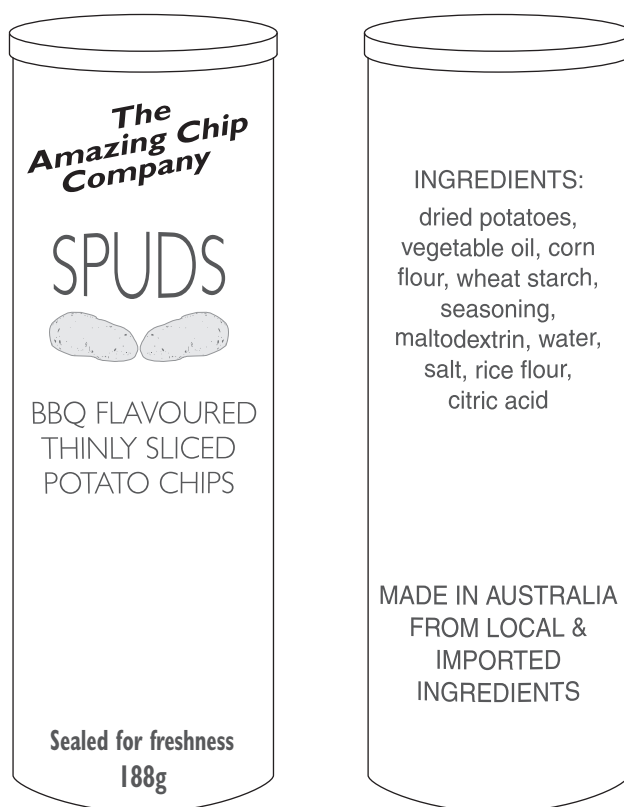 The
Amazing Chip
Company
SPUDS
BBQ FLAVOURED
THINLY SLICED
POTATO CHIPS
Sealed for freshness
188g
INGREDIENTS:
dried potatoes,
vegetable oil, corn
flour, wheat starch,
seasoning,
maltodextrin, water,
salt, rice flour,
citric acid
MADE IN AUSTRALIA
FROM LOCAL &
IMPORTED
INGREDIENTS